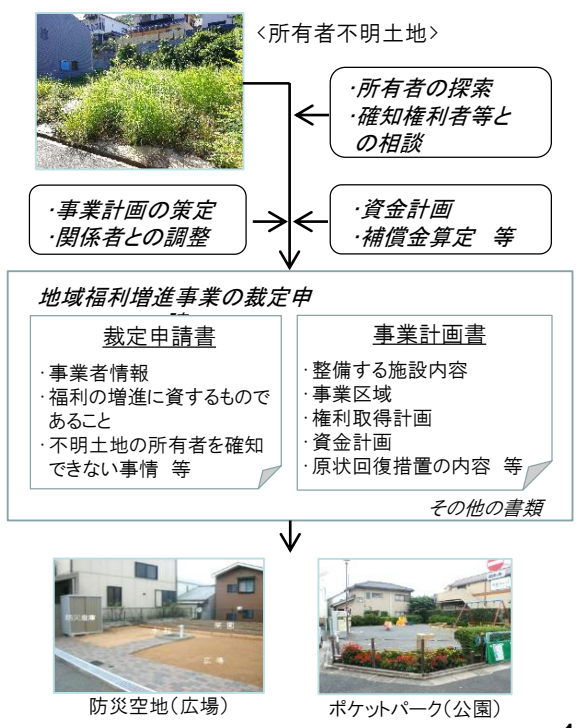 <所有者不明土地>
・所有者の探索
・確知権利者等と
の相談
・事業計画の策定
・関係者との調整
・資金計画
・補償金算定　等
地域福利増進事業の裁定申
裁定申請書
・事業者情報
・福利の増進に資するもので
あること
・不明土地の所有者を確知
できない事情　等
事業計画書
・整備する施設内容
・事業区域
・権利取得計画
・資金計画
・原状回復措置の内容　等
その他の書類
防災倉庫
菜園
広場
防災空地(広場)
ポケットパーク(公園)